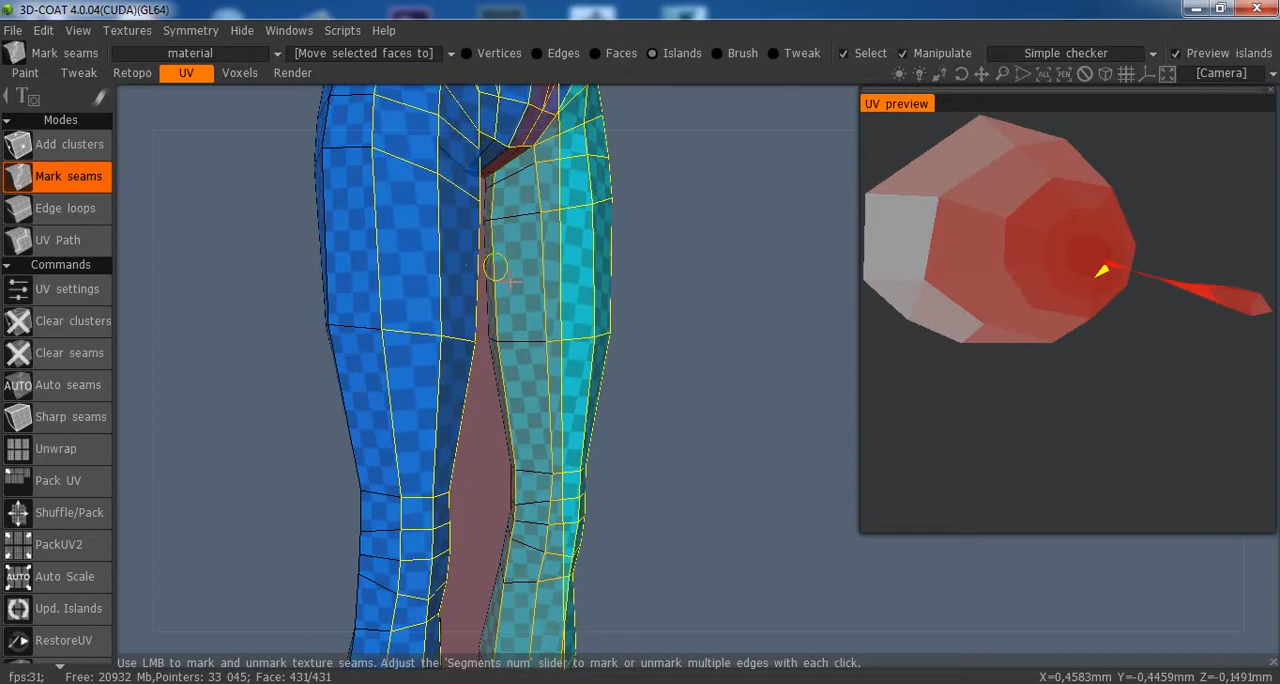 3D-COAT 4.0.04(CUDA)(GL64)
File Edit View Textures Symmetry Hide Windows Scripts Help
Mark seams material [Move selected faces to] Vertices Edges Faces Islands Brush Tweak Select Manipulate Simple checker Preview islands
Paint Tweak Retopo UV Voxels Render ALL PEN [Camera]
T
UV preview
Modes
Add clusters
Mark seams
Edge loops
UV Path
Commands
UV settings
Clear clusters
Clear seams
AUTO Auto seams
Sharp seams
Unwrap
Pack UV
Shuffle/Pack
PackUV2
AUTO Auto Scale
Upd. Islands
RestoreUV
Use LMB to mark and unmark texture seams. Adjust the 'Segments num' slider to mark or unmark multiple edges with each click.
fps:31; Free: 20932 Mb,Pointers: 33 045; Face: 431/431 X=0,4583mm Y=-0,4459mm Z=-0,1491mm